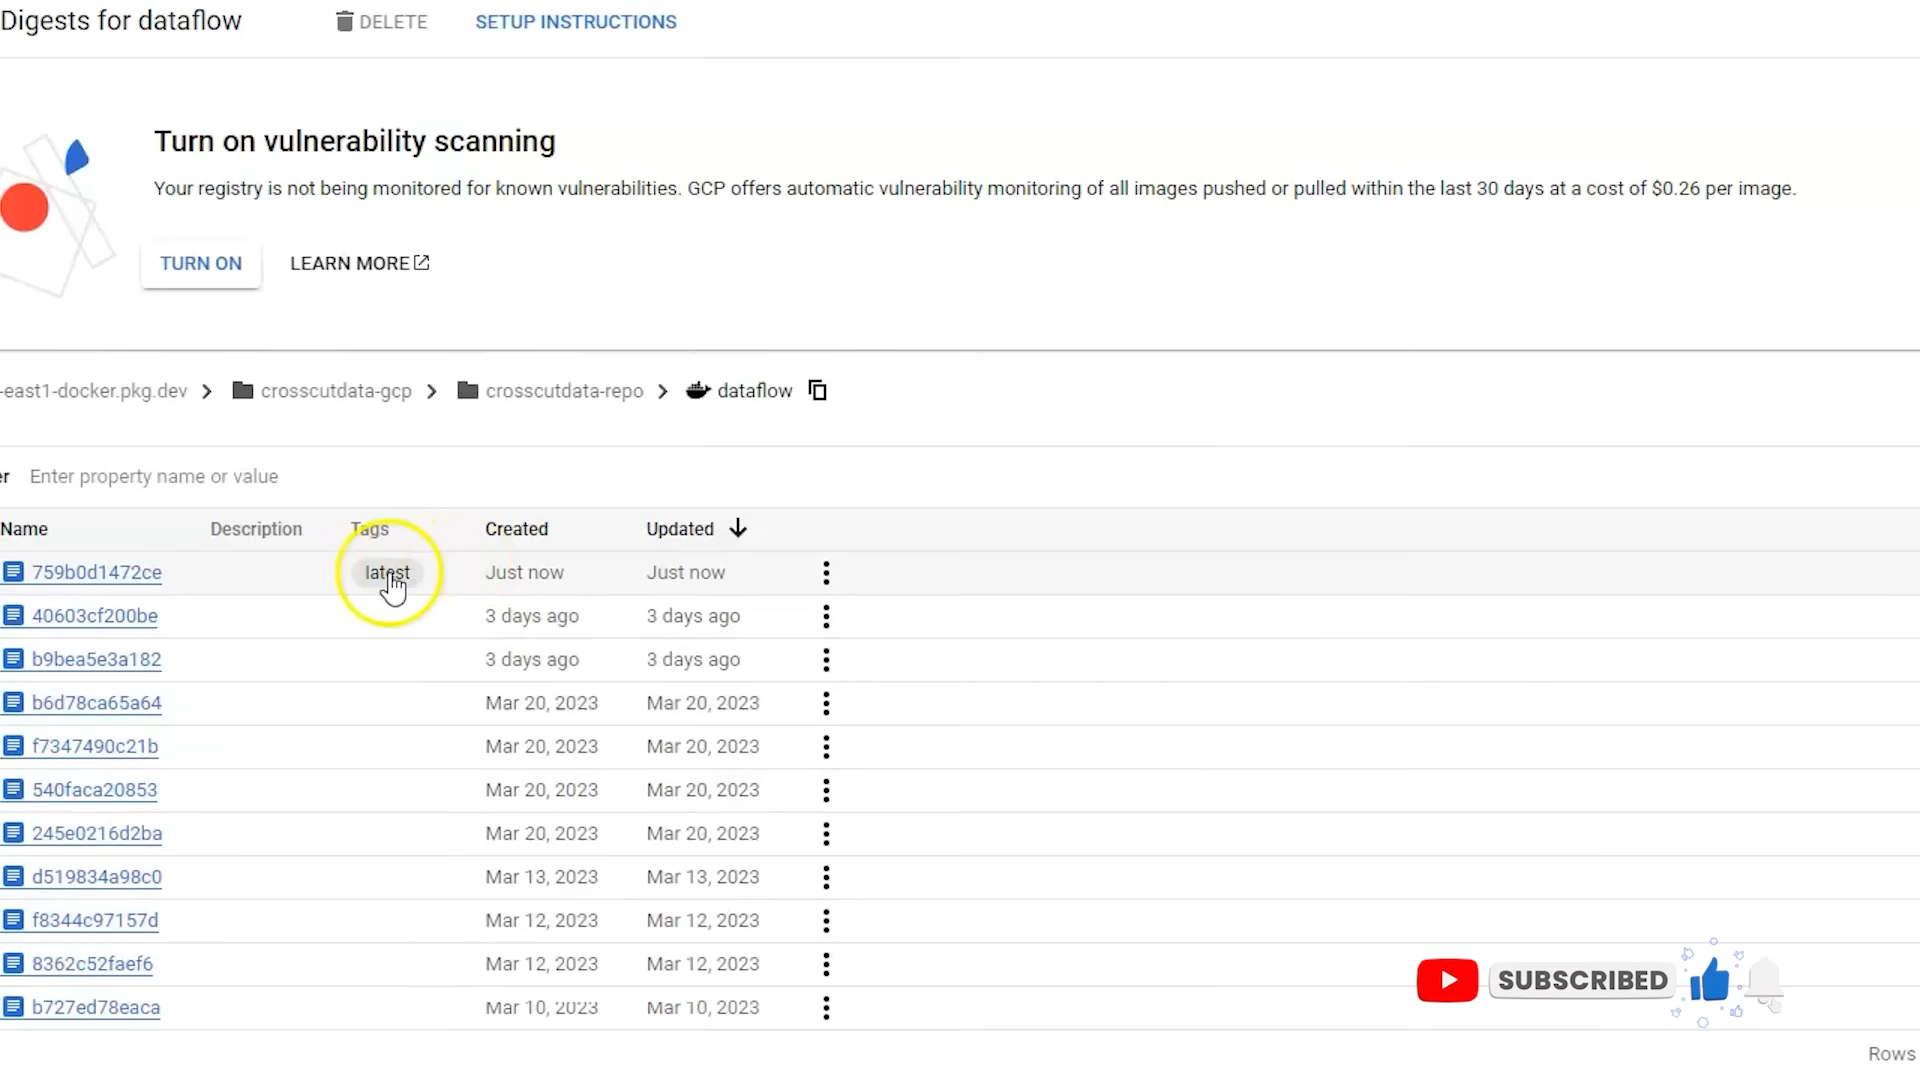 Digests for dataflow DELETE SETUP INSTRUCTIONS
Turn on vulnerability scanning
Your registry is not being monitored for known vulnerabilities. GCP offers automatic vulnerability monitoring of all images pushed or pulled within the last 30 days at a cost of $0.26 per image.
TURN ON LEARN MORE
-east1-docker.pkg.dev crosscutdata-gcp crosscutdata-repo dataflow
er Enter property name or value
Name Description Tags Created Updated
759b0d1472ce latest Just now Just now
40603cf200be 3 days ago 3 days ago
b9bea5e3a182 3 days ago 3 days ago
b6d78ca65a64 Mar 20, 2023 Mar 20, 2023
f7347490c21b Mar 20, 2023 Mar 20, 2023
540faca20853 Mar 20, 2023 Mar 20, 2023
245e0216d2ba Mar 20, 2023 Mar 20, 2023
d519834a98c0 Mar 13, 2023 Mar 13, 2023
f8344c97157d Mar 12, 2023 Mar 12, 2023
8362c52faef6 Mar 12, 2023 Mar 12, 2023
SUBSCRIBED
b727ed78eaca Mar 10, 2023 Mar 10, 2023
Rows